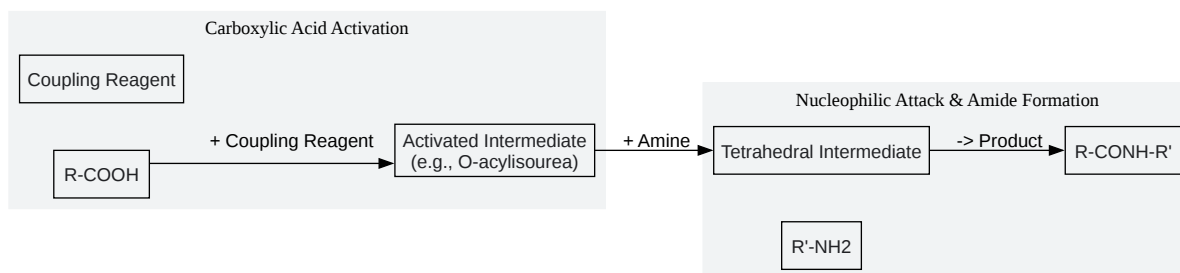 Carboxylic Acid Activation
Coupling Reagent
R-COOH
+ Coupling Reagent
Activated Intermediate
(e.g., O-acylisourea)
+ Amine
Nucleophilic Attack & Amide Formation
Tetrahedral Intermediate
-> Product
R-CONH-R'
R'-NH2